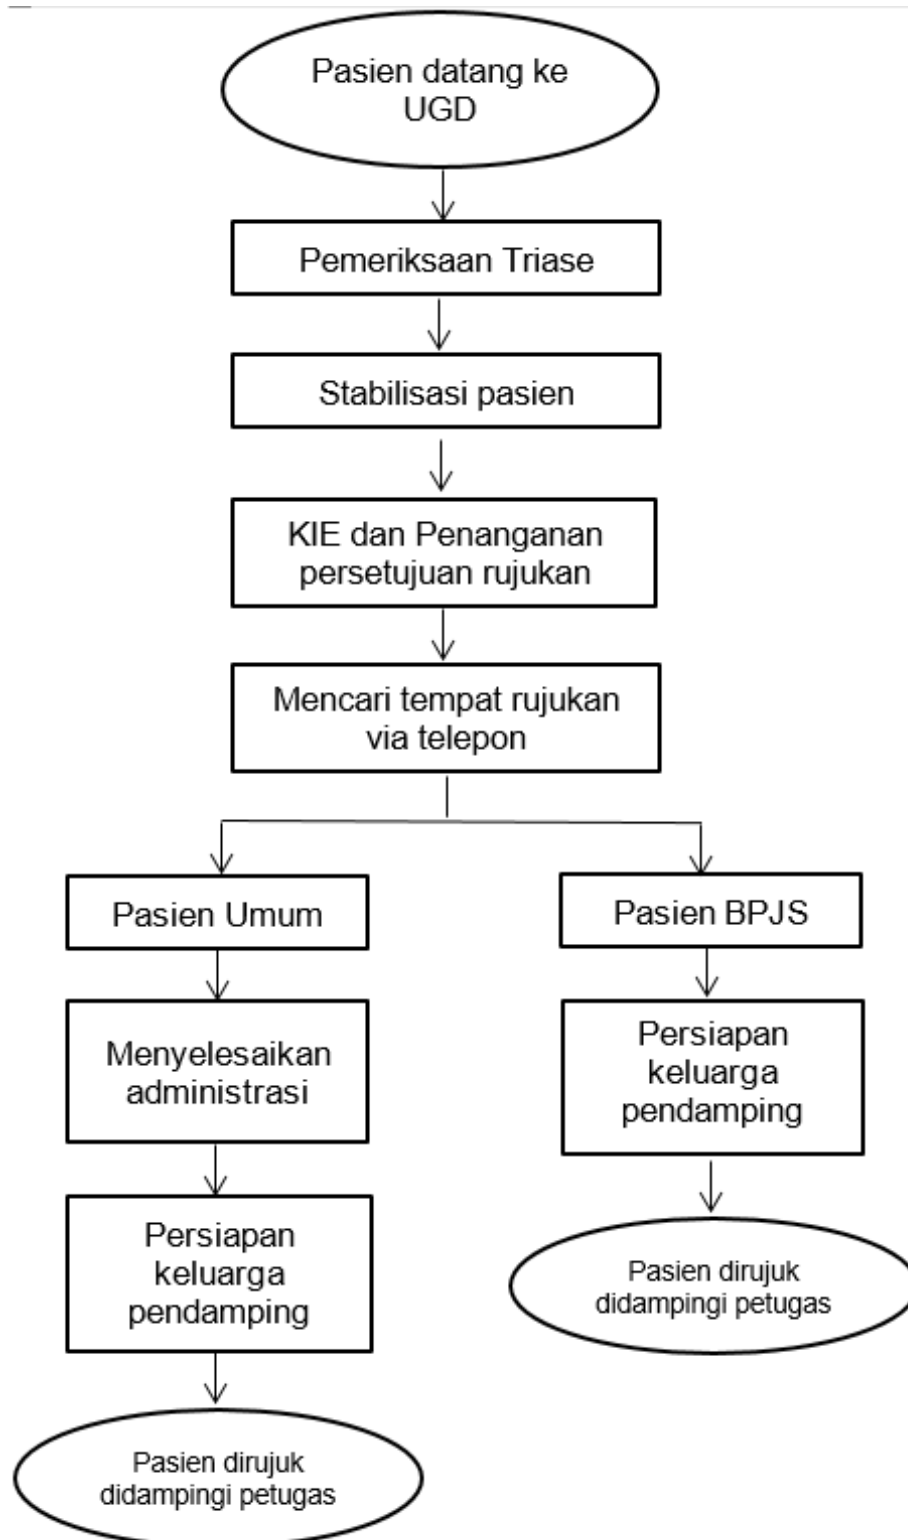 Pasien datang ke
UGD
Pemeriksaan Triase
Stabilisasi pasien
KIE dan Penanganan
persetujuan rujukan
Mencari tempat rujukan
via telepon
Pasien Umum
Menyelesaikan
administrasi
Persiapan
keluarga
pendamping
Pasien dirujuk
didampingi petugas
Pasien BPJS
Persiapan
keluarga
pendamping
Pasien dirujuk
didampingi petugas